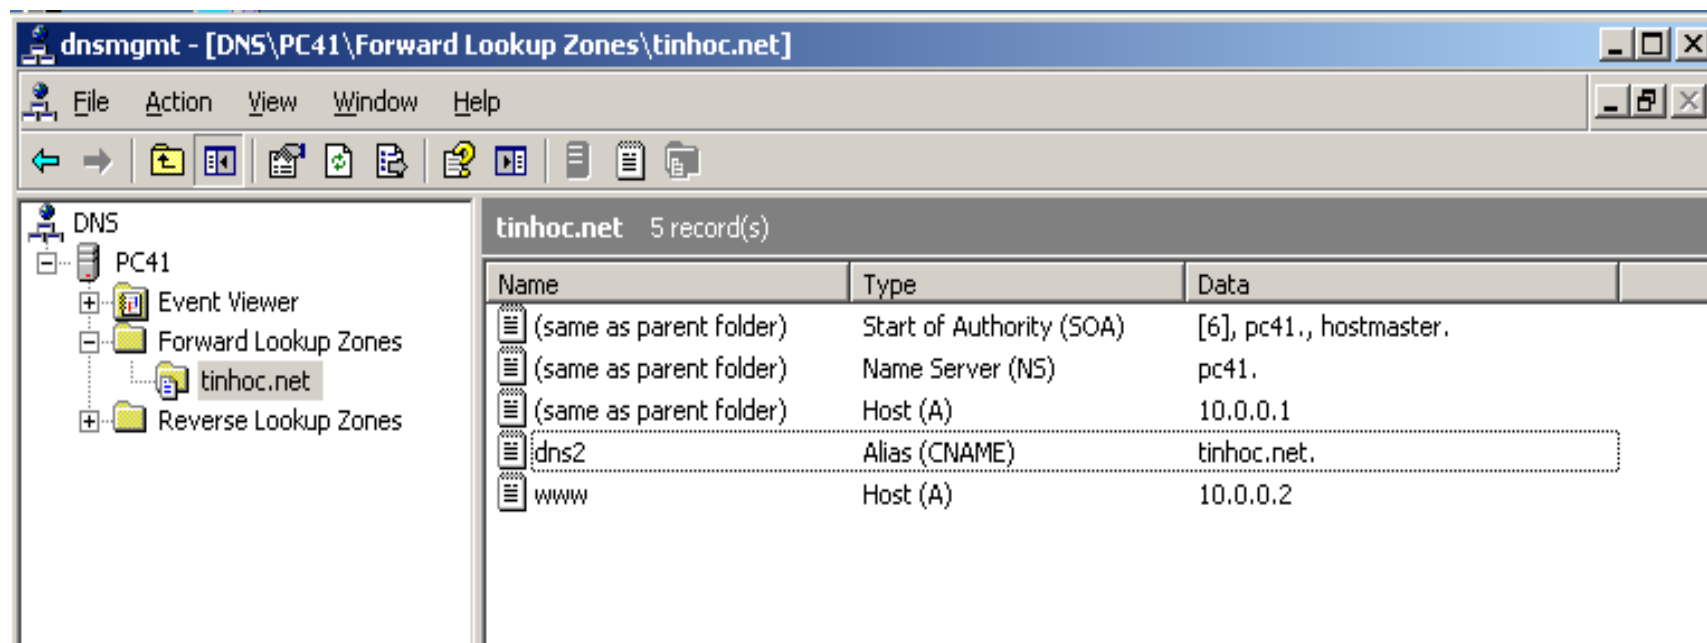 dnsmgmt - [DNS\PC41\Forward Lookup Zones\tinhoc.net]
File Action View Window Help
DNS
PC41
Event Viewer
Forward Lookup Zones
tinhoc.net
Reverse Lookup Zones
tinhoc.net 5 record(s)
Name Type Data
(same as parent folder) Start of Authority (SOA) [6], pc41., hostmaster.
(same as parent folder) Name Server (NS) pc41.
(same as parent folder) Host (A) 10.0.0.1
dns2 Alias (CNAME) tinhoc.net.
www Host (A) 10.0.0.2